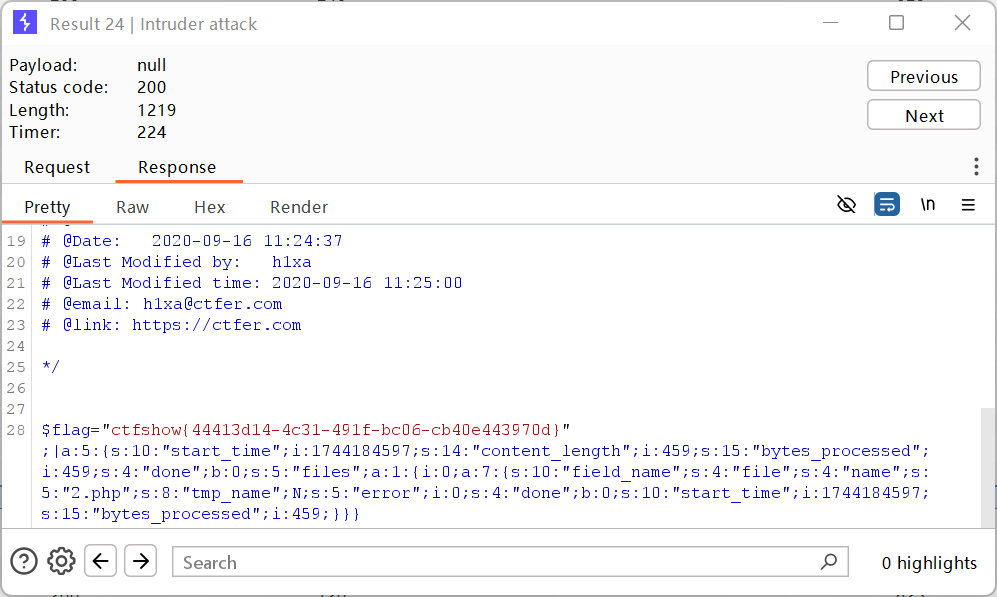 Result 24 | Intruder attack
Payload: null
Status code: 200
Length: 1219
Timer: 224
Previous
Next
Request Response
Pretty Raw Hex Render \n
19 # @Date:   2020-09-16 11:24:37
20 # @Last Modified by:   h1xa
21 # @Last Modified time: 2020-09-16 11:25:00
22 # @email: h1xa@ctfer.com
23 # @link: https://ctfer.com
24
25 */
26
27
28 $flag="ctfshow{44413d14-4c31-491f-bc06-cb40e443970d}"
;|a:5:{s:10:"start_time";i:1744184597;s:14:"content_length";i:459;s:15:"bytes_processed";
i:459;s:4:"done";b:0;s:5:"files";a:1:{i:0;a:7:{s:10:"field_name";s:4:"file";s:4:"name";s:
5:"2.php";s:8:"tmp_name";N;s:5:"error";i:0;s:4:"done";b:0;s:10:"start_time";i:1744184597;
s:15:"bytes_processed";i:459;}}}
Search 0 highlights